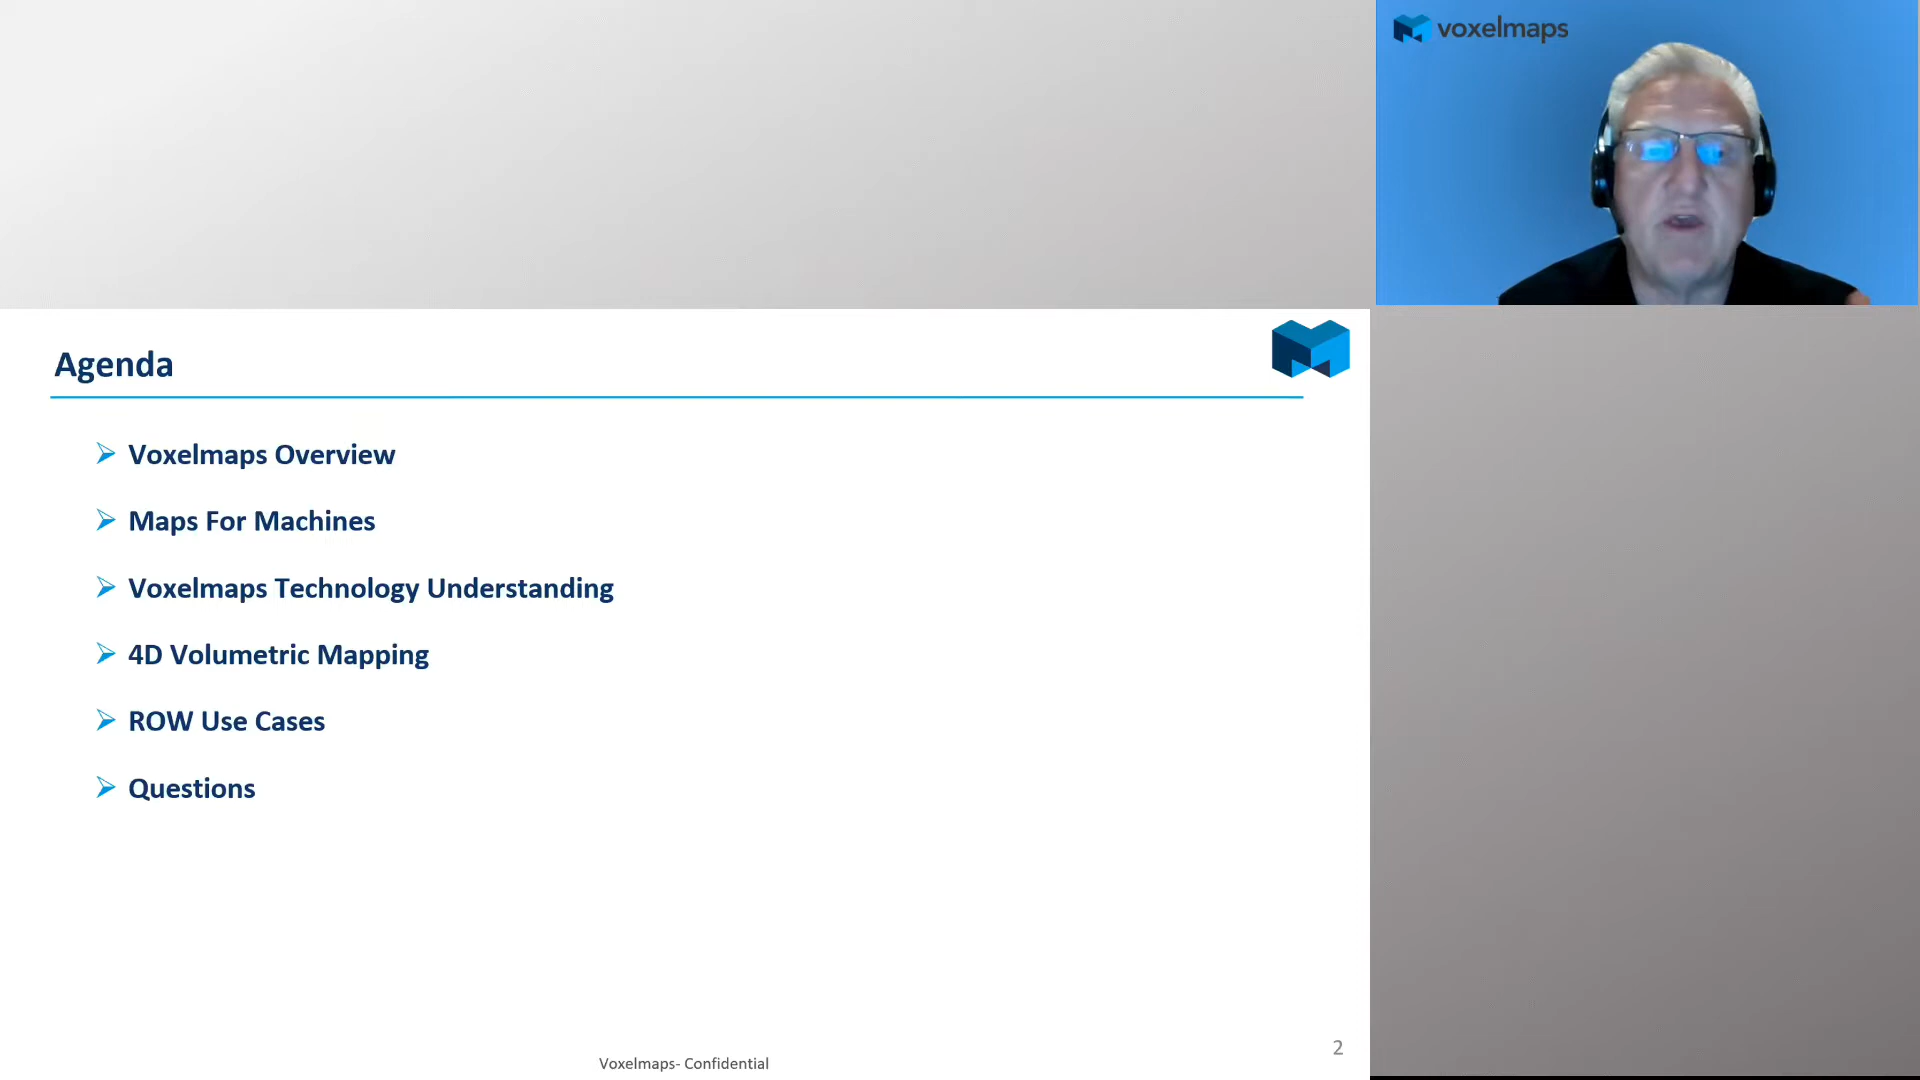 voxelmaps
Agenda
Voxelmaps Overview
Maps For Machines
Voxelmaps Technology Understanding
4D Volumetric Mapping
ROW Use Cases
Questions
Voxelmaps- Confidential
2